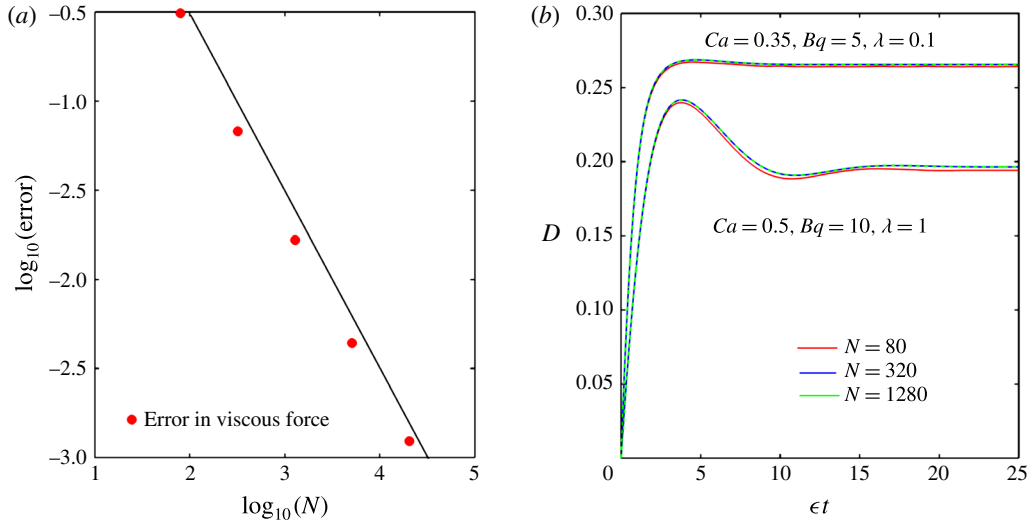 (a)
–0.5
–1.0
–1.5
–2.5
–2.0
–2.5
–3.0
log10(error)
Error in viscous force
1
2
3
4
5
log10(N)
(b)
0.30
0.25
0.20
0.15
0.10
0.05
D
Ca = 0.35, Bq = 5, λ = 0.1
Ca = 0.5, Bq = 10, λ = 1
N = 80
N = 320
N = 1280
0
5
10
15
20
25
ϵt